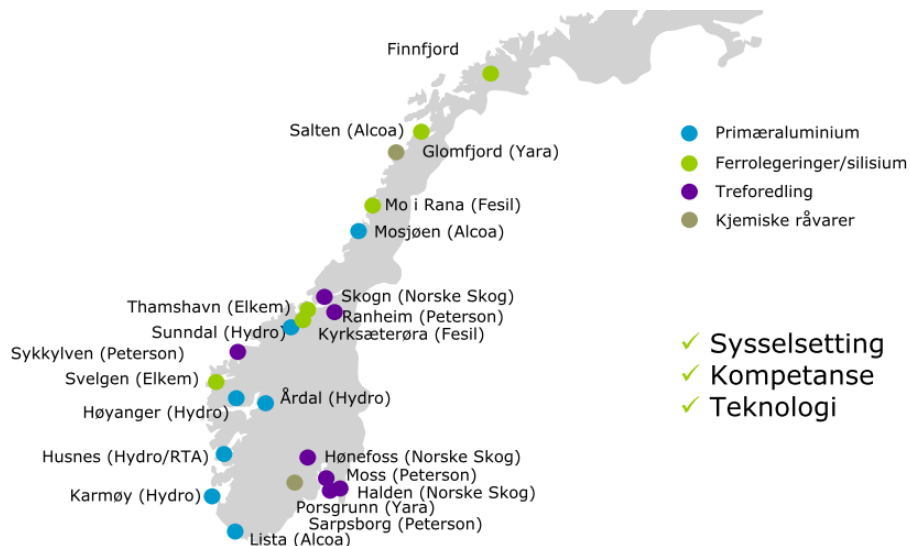 Finnfjord
Salten (Alcoa)
Glomfjord (Yara)
Mo i Rana (Fesil)
Mosjøen (Alcoa)
Skogn (Norske Skog)
Thamshavn (Elkem)
Ranheim (Peterson)
Sunndal (Hydro)
Kyrksæterøra (Fesil)
Sykkylven (Peterson)
Svelgen (Elkem)
Årdal (Hydro)
Høyanger (Hydro)
Husnes (Hydro/RTA)
Hønefoss (Norske Skog)
Moss (Peterson)
Karmøy (Hydro)
Halden (Norske Skog)
Porsgrunn (Yara)
Sarpsborg (Peterson)
Lista (Alcoa)
Primæraluminium
Ferrolegeringer/silisium
Treforedling
Kjemiske råvarer
✓ Sysselsetting
✓ Kompetanse
✓ Teknologi